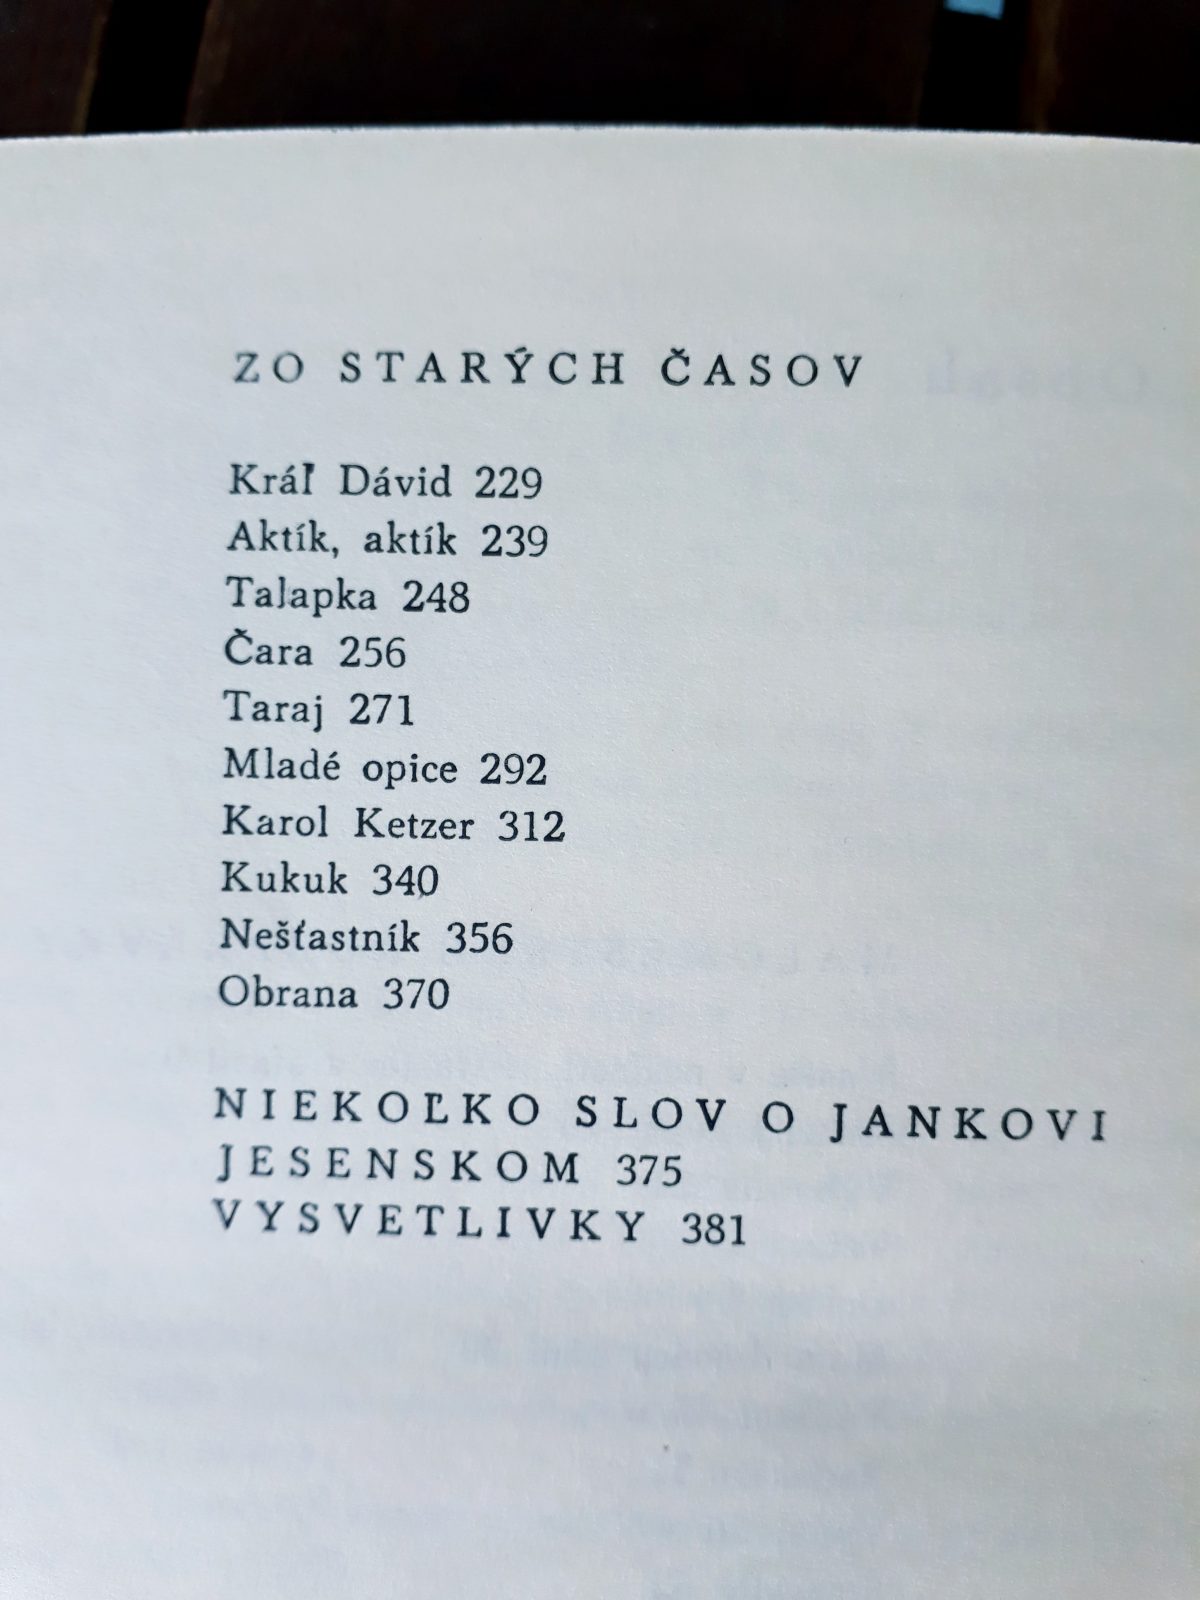 ZO STARÝCH ČASOV
Kráľ Dávid 229
Aktík, aktík 239
Talapka 248
Čara 256
Taraj 271
Mladé opice 292
Karol Ketzer 312
Kukuk 340
Nešťastník 356
Obrana 370
NIEKOĽKO SLOV O JANKOVI
JESENSKOM 375
VYSVETLIVKY 381